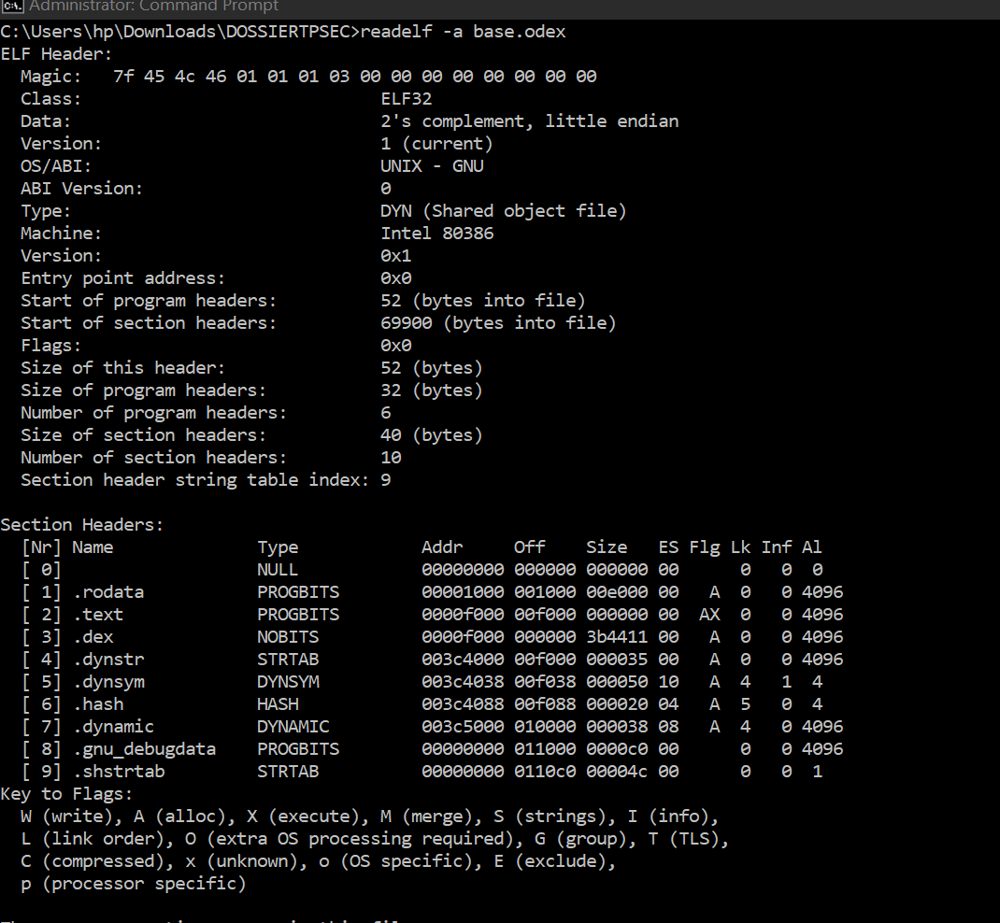 Administrator: Command Prompt
C:\Users\hp\Downloads\DOSSIERTPSEC>readelf -a base.odex
ELF Header:
  Magic:   7f 45 4c 46 01 01 01 03 00 00 00 00 00 00 00 00
  Class:                             ELF32
  Data:                              2's complement, little endian
  Version:                           1 (current)
  OS/ABI:                            UNIX - GNU
  ABI Version:                       0
  Type:                              DYN (Shared object file)
  Machine:                           Intel 80386
  Version:                           0x1
  Entry point address:               0x0
  Start of program headers:          52 (bytes into file)
  Start of section headers:          69900 (bytes into file)
  Flags:                             0x0
  Size of this header:               52 (bytes)
  Size of program headers:           32 (bytes)
  Number of program headers:         6
  Size of section headers:           40 (bytes)
  Number of section headers:         10
  Section header string table index: 9
Section Headers:
  [Nr] Name              Type            Addr     Off    Size   ES Flg Lk Inf Al
  [ 0]                   NULL            00000000 000000 000000 00      0   0  0
  [ 1] .rodata           PROGBITS        00001000 001000 00e000 00   A  0   0 4096
  [ 2] .text             PROGBITS        0000f000 00f000 000000 00  AX  0   0 4096
  [ 3] .dex              NOBITS          0000f000 000000 3b4411 00   A  0   0 4096
  [ 4] .dynstr           STRTAB          003c4000 00f000 000035 00   A  0   0 4096
  [ 5] .dynsym           DYNSYM          003c4038 00f038 000050 10   A  4   1  4
  [ 6] .hash             HASH            003c4088 00f088 000020 04   A  5   0  4
  [ 7] .dynamic          DYNAMIC         003c5000 010000 000038 08   A  4   0 4096
  [ 8] .gnu_debugdata    PROGBITS        00000000 011000 0000c0 00      0   0 4096
  [ 9] .shstrtab         STRTAB          00000000 0110c0 00004c 00      0   0  1
Key to Flags:
  W (write), A (alloc), X (execute), M (merge), S (strings), I (info),
  L (link order), O (extra OS processing required), G (group), T (TLS),
  C (compressed), x (unknown), o (OS specific), E (exclude),
  p (processor specific)